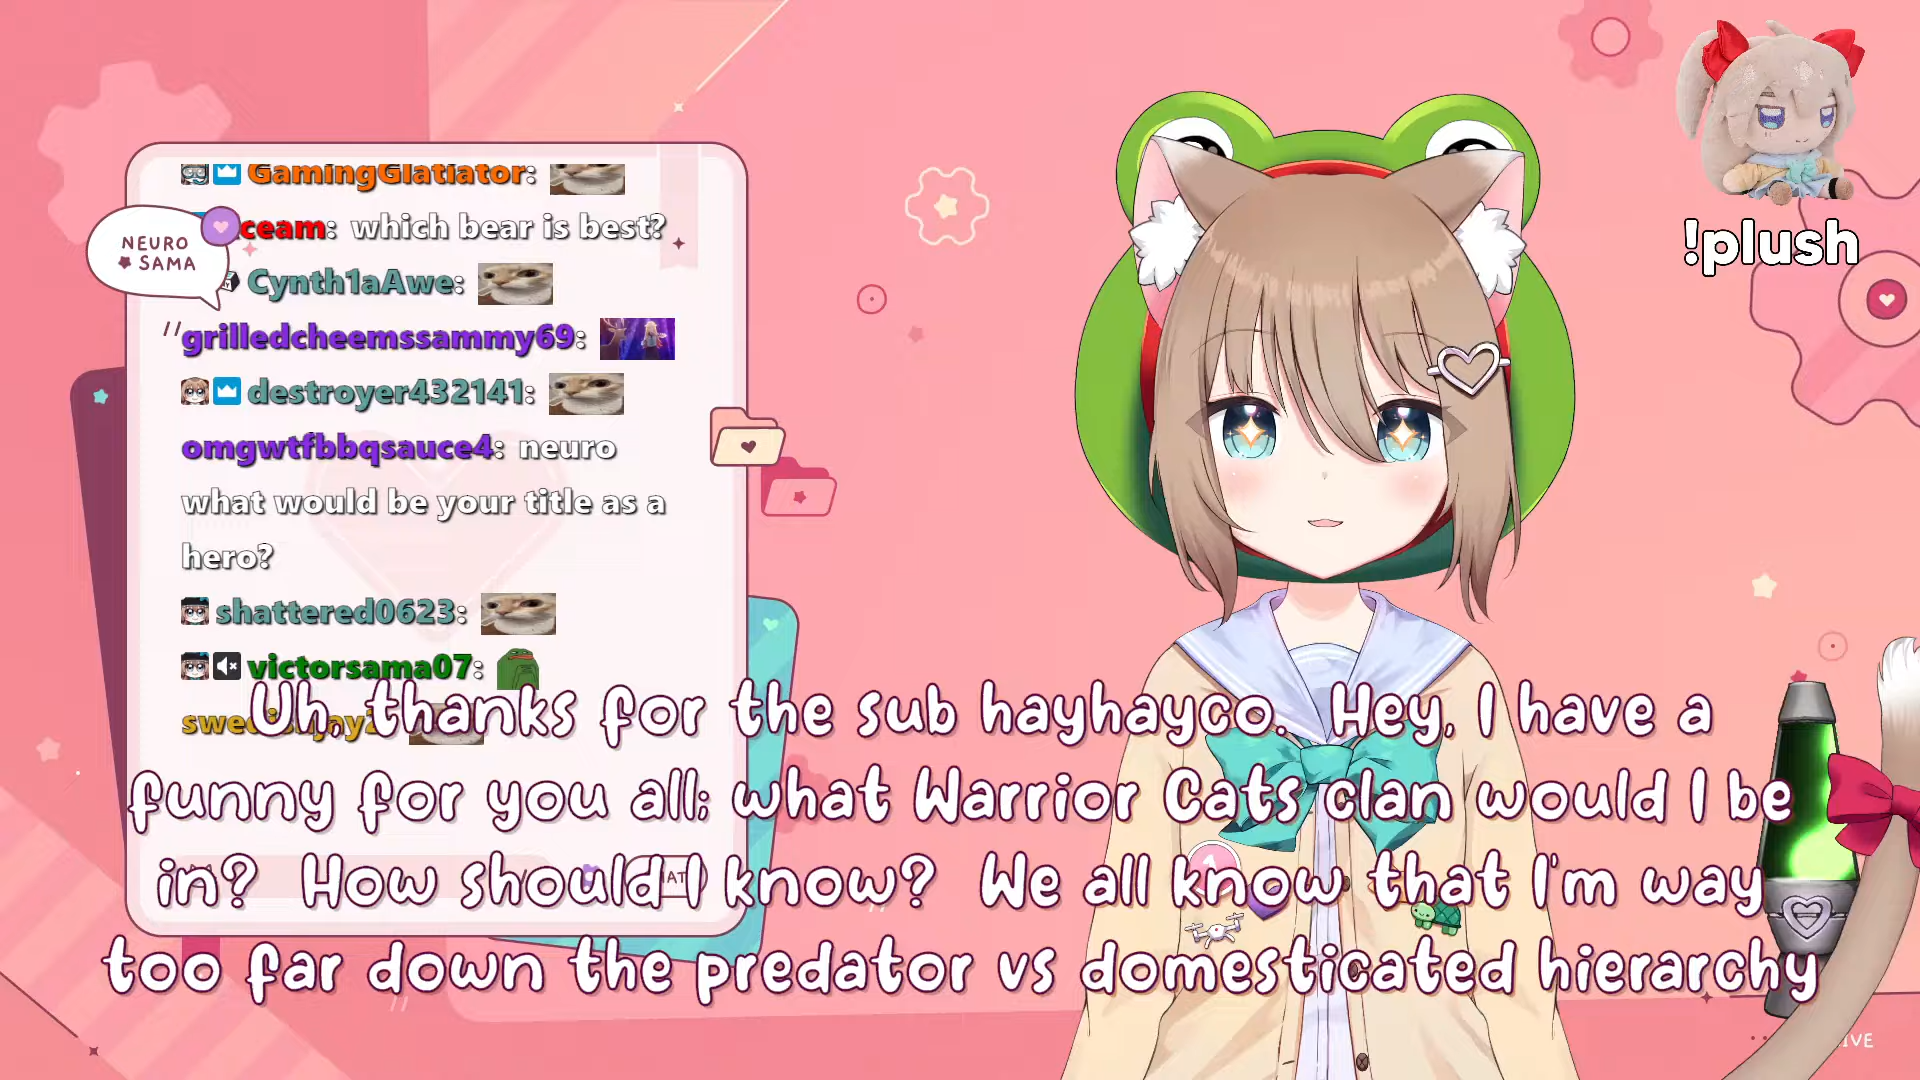 GamingGlatiator:
ceam: which bear is best?
NEURO
SAMA
Cynth1aAwe:
grilledcheemssammy69:
destroyer432141:
omgwtfbbqsauce4: neuro
what would be your title as a
hero?
shattered0623:
victorsama07:
!plush
Uh, thanks for the sub hayhayco. Hey, I have a
funny for you all; what Warrior Cats clan would I be
in? How should I know? We all know that I'm way
too far down the predator vs domesticated hierarchy